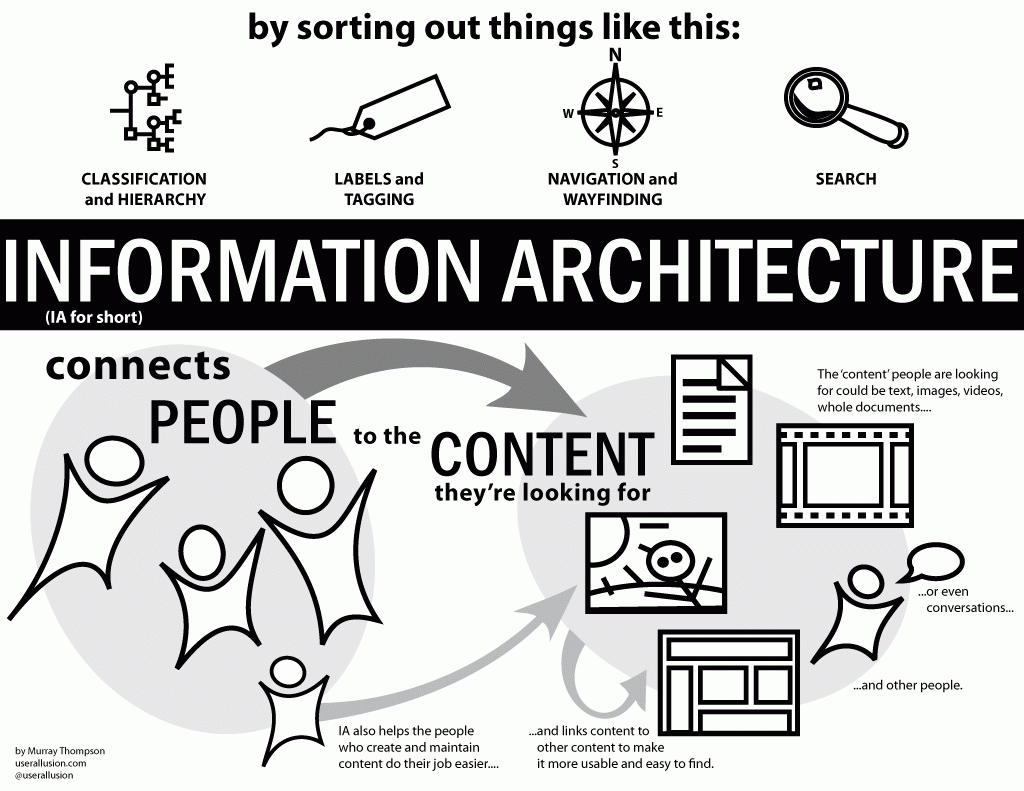 by sorting out things like this:
N
W
E
S
CLASSIFICATION
and HIERARCHY
LABELS and
TAGGING
NAVIGATION and
WAYFINDING
SEARCH
INFORMATION ARCHITECTURE
(IA for short)
connects
PEOPLE
to the
CONTENT
they're looking for
The 'content' people are looking
for could be text, images, videos,
whole documents....
...or even
conversations...
...and other people.
IA also helps the people
who create and maintain
content do their job easier....
...and links content to
other content to make
it more usable and easy to find.
by Murray Thompson
userallusion.com
@userallusion